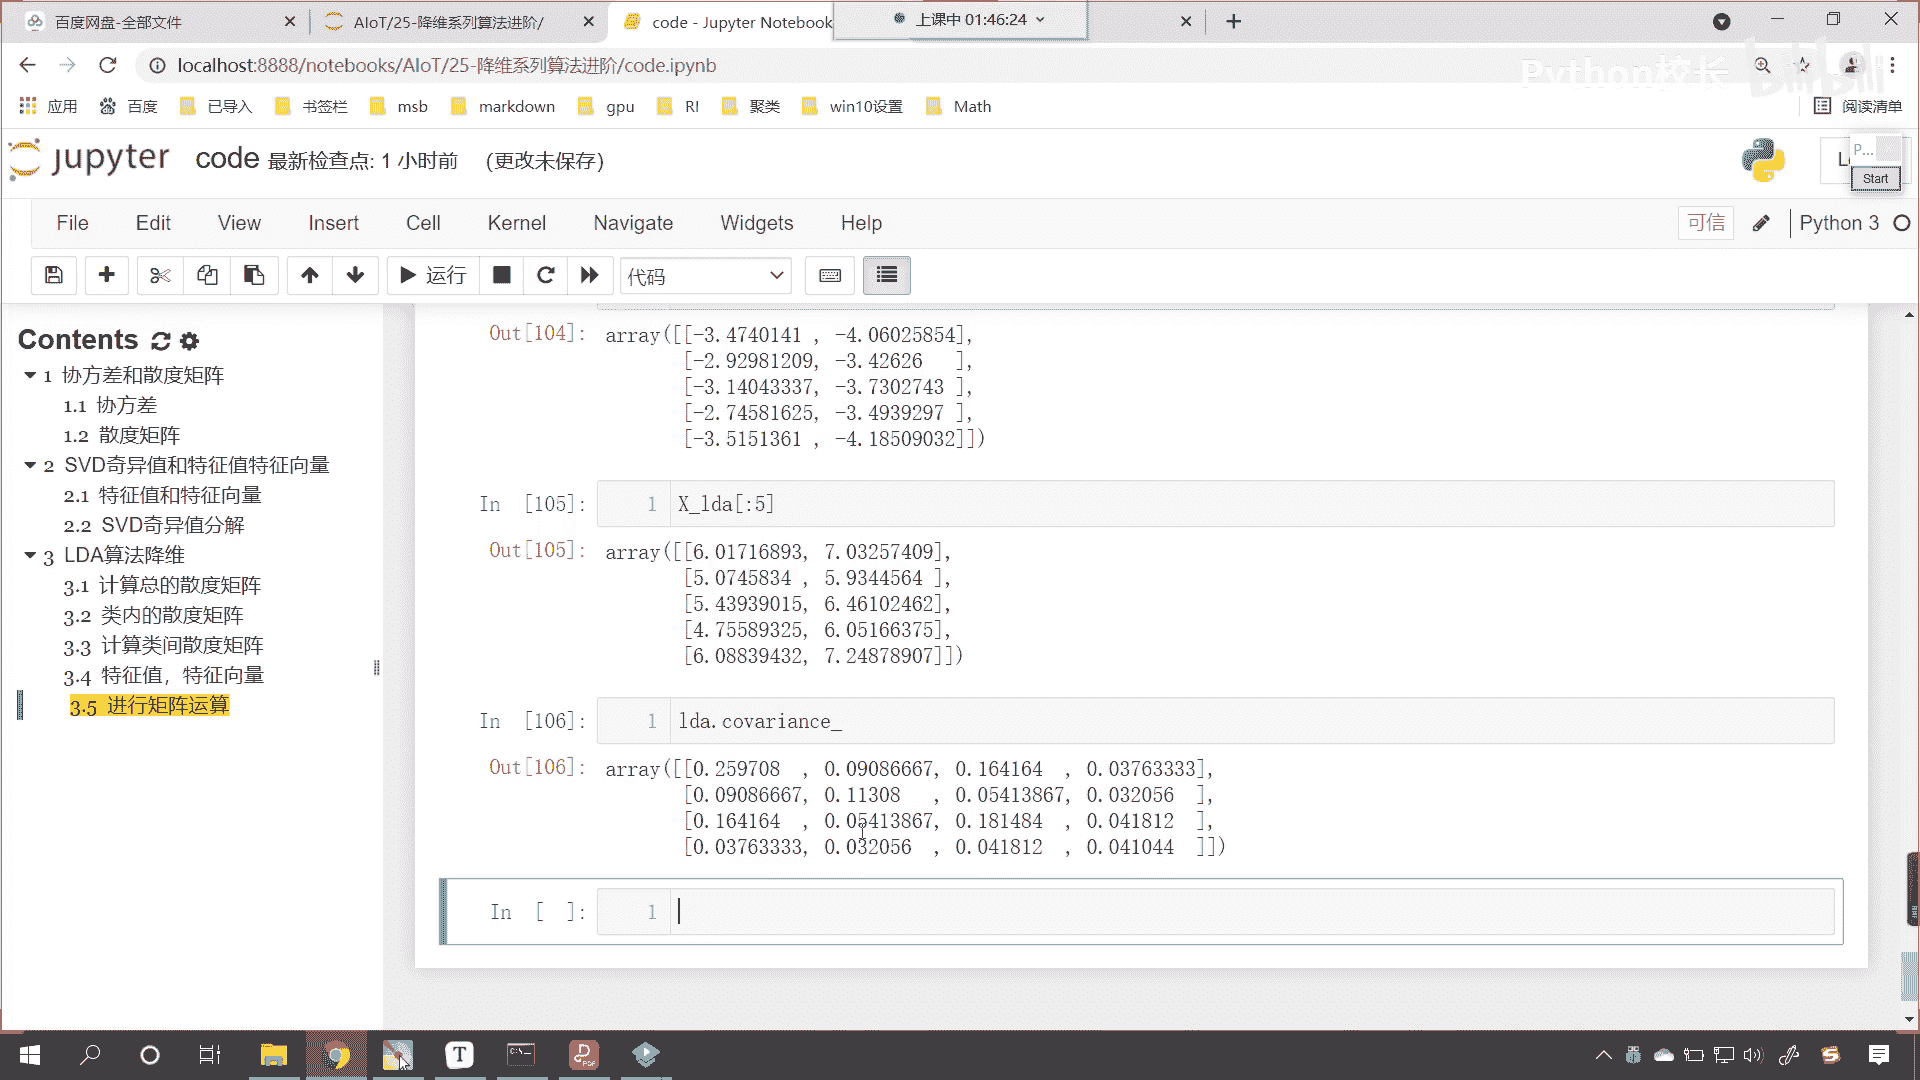 百度网盘-全部文件
AIoT/25-降维系列算法进阶/
code - Jupyter Notebook
上课中 01:46:24
localhost:8888/notebooks/AIoT/25-降维系列算法进阶/code.ipynb
Python校长
bilibili
应用 百度 已导入 书签栏 msb markdown gpu RI 聚类 win10设置 Math 阅读清单
jupyter code 最新检查点: 1 小时前 (更改未保存)
P...
Start
File Edit View Insert Cell Kernel Navigate Widgets Help 可信 Python 3
运行 代码
Contents
1 协方差和散度矩阵
1.1 协方差
1.2 散度矩阵
2 SVD奇异值和特征值特征向量
2.1 特征值和特征向量
2.2 SVD奇异值分解
3 LDA算法降维
3.1 计算总的散度矩阵
3.2 类内的散度矩阵
3.3 计算类间散度矩阵
3.4 特征值，特征向量
3.5 进行矩阵运算
Out[104]: array([[-3.4740141 , -4.06025854],
[-2.92981209, -3.42626   ],
[-3.14043337, -3.7302743 ],
[-2.74581625, -3.4939297 ],
[-3.5151361 , -4.18509032]])
In [105]: 1 X_lda[:5]
Out[105]: array([[6.01716893, 7.03257409],
[5.0745834 , 5.9344564 ],
[5.43939015, 6.46102462],
[4.75589325, 6.05166375],
[6.08839432, 7.24878907]])
In [106]: 1 lda.covariance_
Out[106]: array([[0.259708  , 0.09086667, 0.164164  , 0.03763333],
[0.09086667, 0.11308   , 0.05413867, 0.032056  ],
[0.164164  , 0.05413867, 0.181484  , 0.041812  ],
[0.03763333, 0.032056  , 0.041812  , 0.041044  ]])
In [ ]: 1